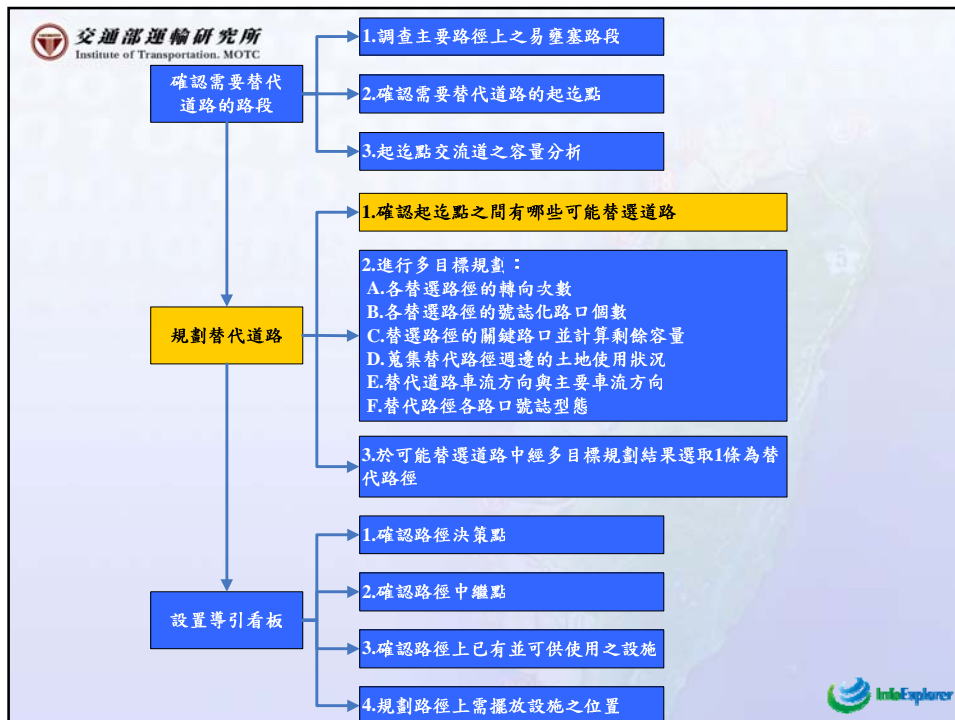 交通部運輸研究所
Institute of Transportation. MOTC
確認需要替代
道路的路段
1.調查主要路徑上之易壅塞路段
2.確認需要替代道路的起迄點
3.起迄點交流道之容量分析
規劃替代道路
1.確認起迄點之間有哪些可能替選道路
2.進行多目標規劃：
A.各替選路徑的轉向次數
B.各替選路徑的號誌化路口個數
C.替選路徑的關鍵路口並計算剩餘容量
D.蒐集替代路徑週邊的土地使用狀況
E.替代道路車流方向與主要車流方向
F.替代路徑各路口號誌型態
3.於可能替選道路中經多目標規劃結果選取1條為替
代路徑
設置導引看板
1.確認路徑決策點
2.確認路徑中繼點
3.確認路徑上已有並可供使用之設施
4.規劃路徑上需擺放設施之位置
InfoExplorer